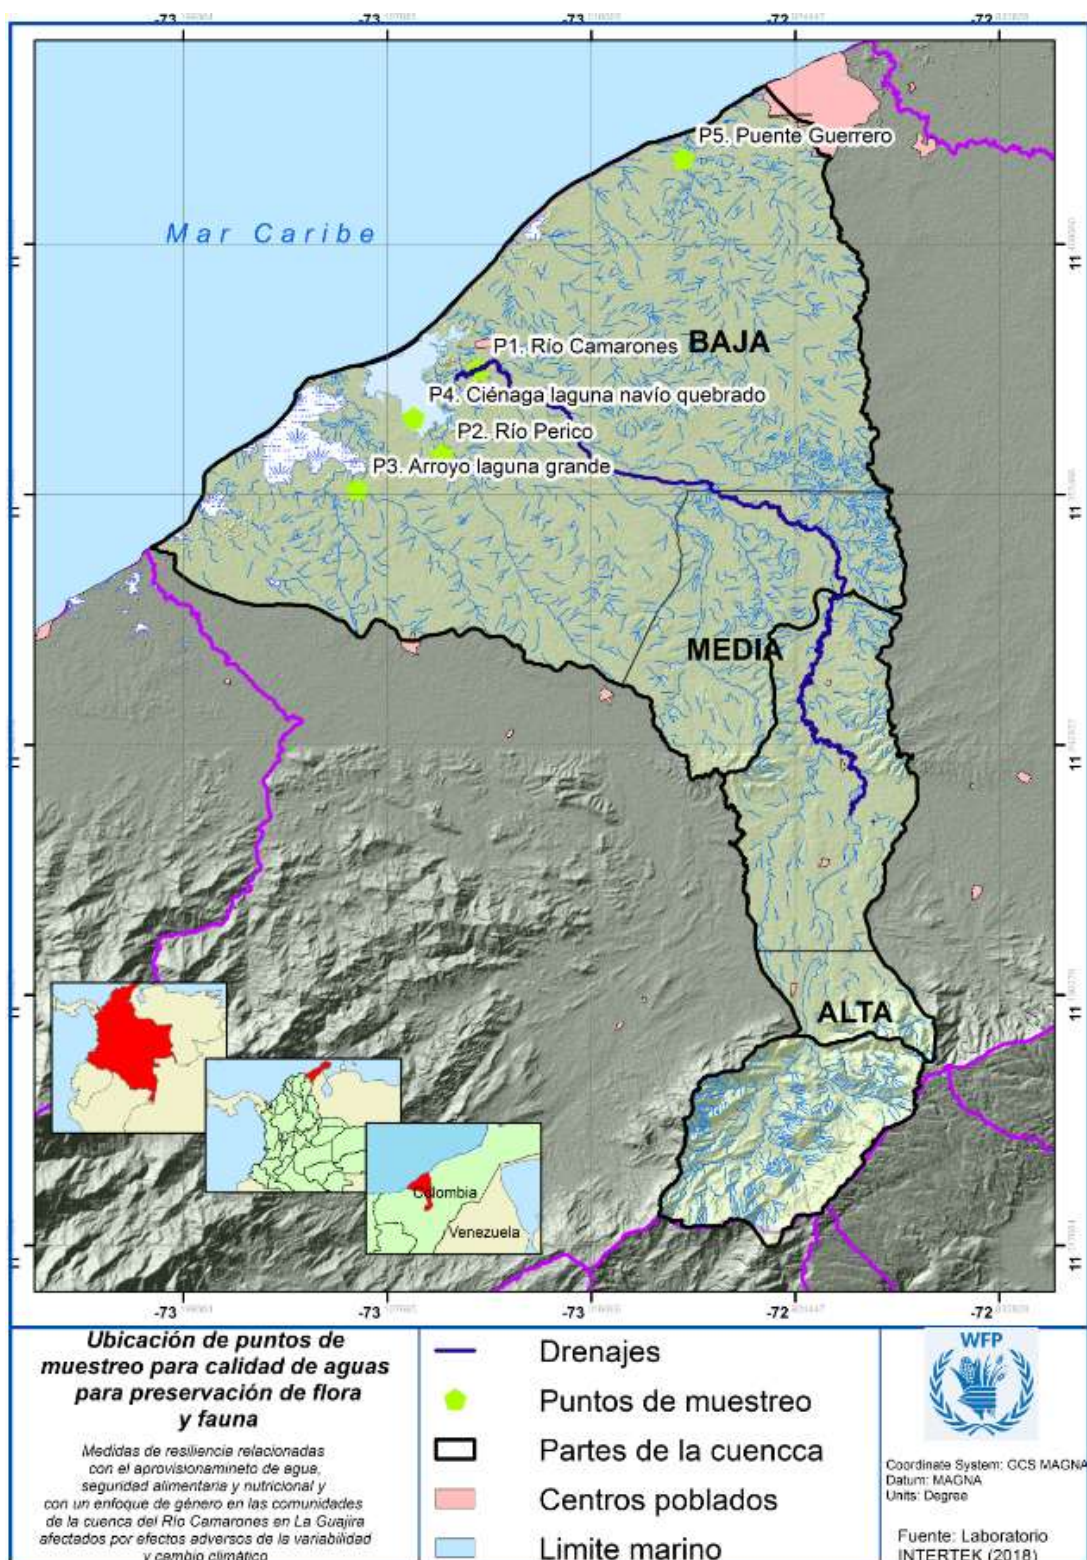 -73
-73
-73
-72
-72
P5. Puente Guerrero
Mar Caribe
11
P1. Río Camarones
BAJA
P4. Ciénaga laguna navío quebrado
P2. Río Perico
P3. Arroyo laguna grande
11
MEDIA
11
ALTA
11
Colombia
Venezuela
11
-73
-73
-73
-72
-72
Ubicación de puntos de
muestreo para calidad de aguas
para preservación de flora
y fauna
Medidas de resiliencia relacionadas
con el aprovisionamineto de agua,
seguridad alimentaria y nutricional y
con un enfoque de género en las comunidades
de la cuenca del Río Camarones en La Guajira
afectados por efectos adversos de la variabilidad
y cambio climático
Drenajes
Puntos de muestreo
Partes de la cuencca
Centros poblados
Limite marino
WFP
Coordinate System: GCS MAGNA
Datum: MAGNA
Units: Degree
Fuente: Laboratorio
INTERTEK (2018)